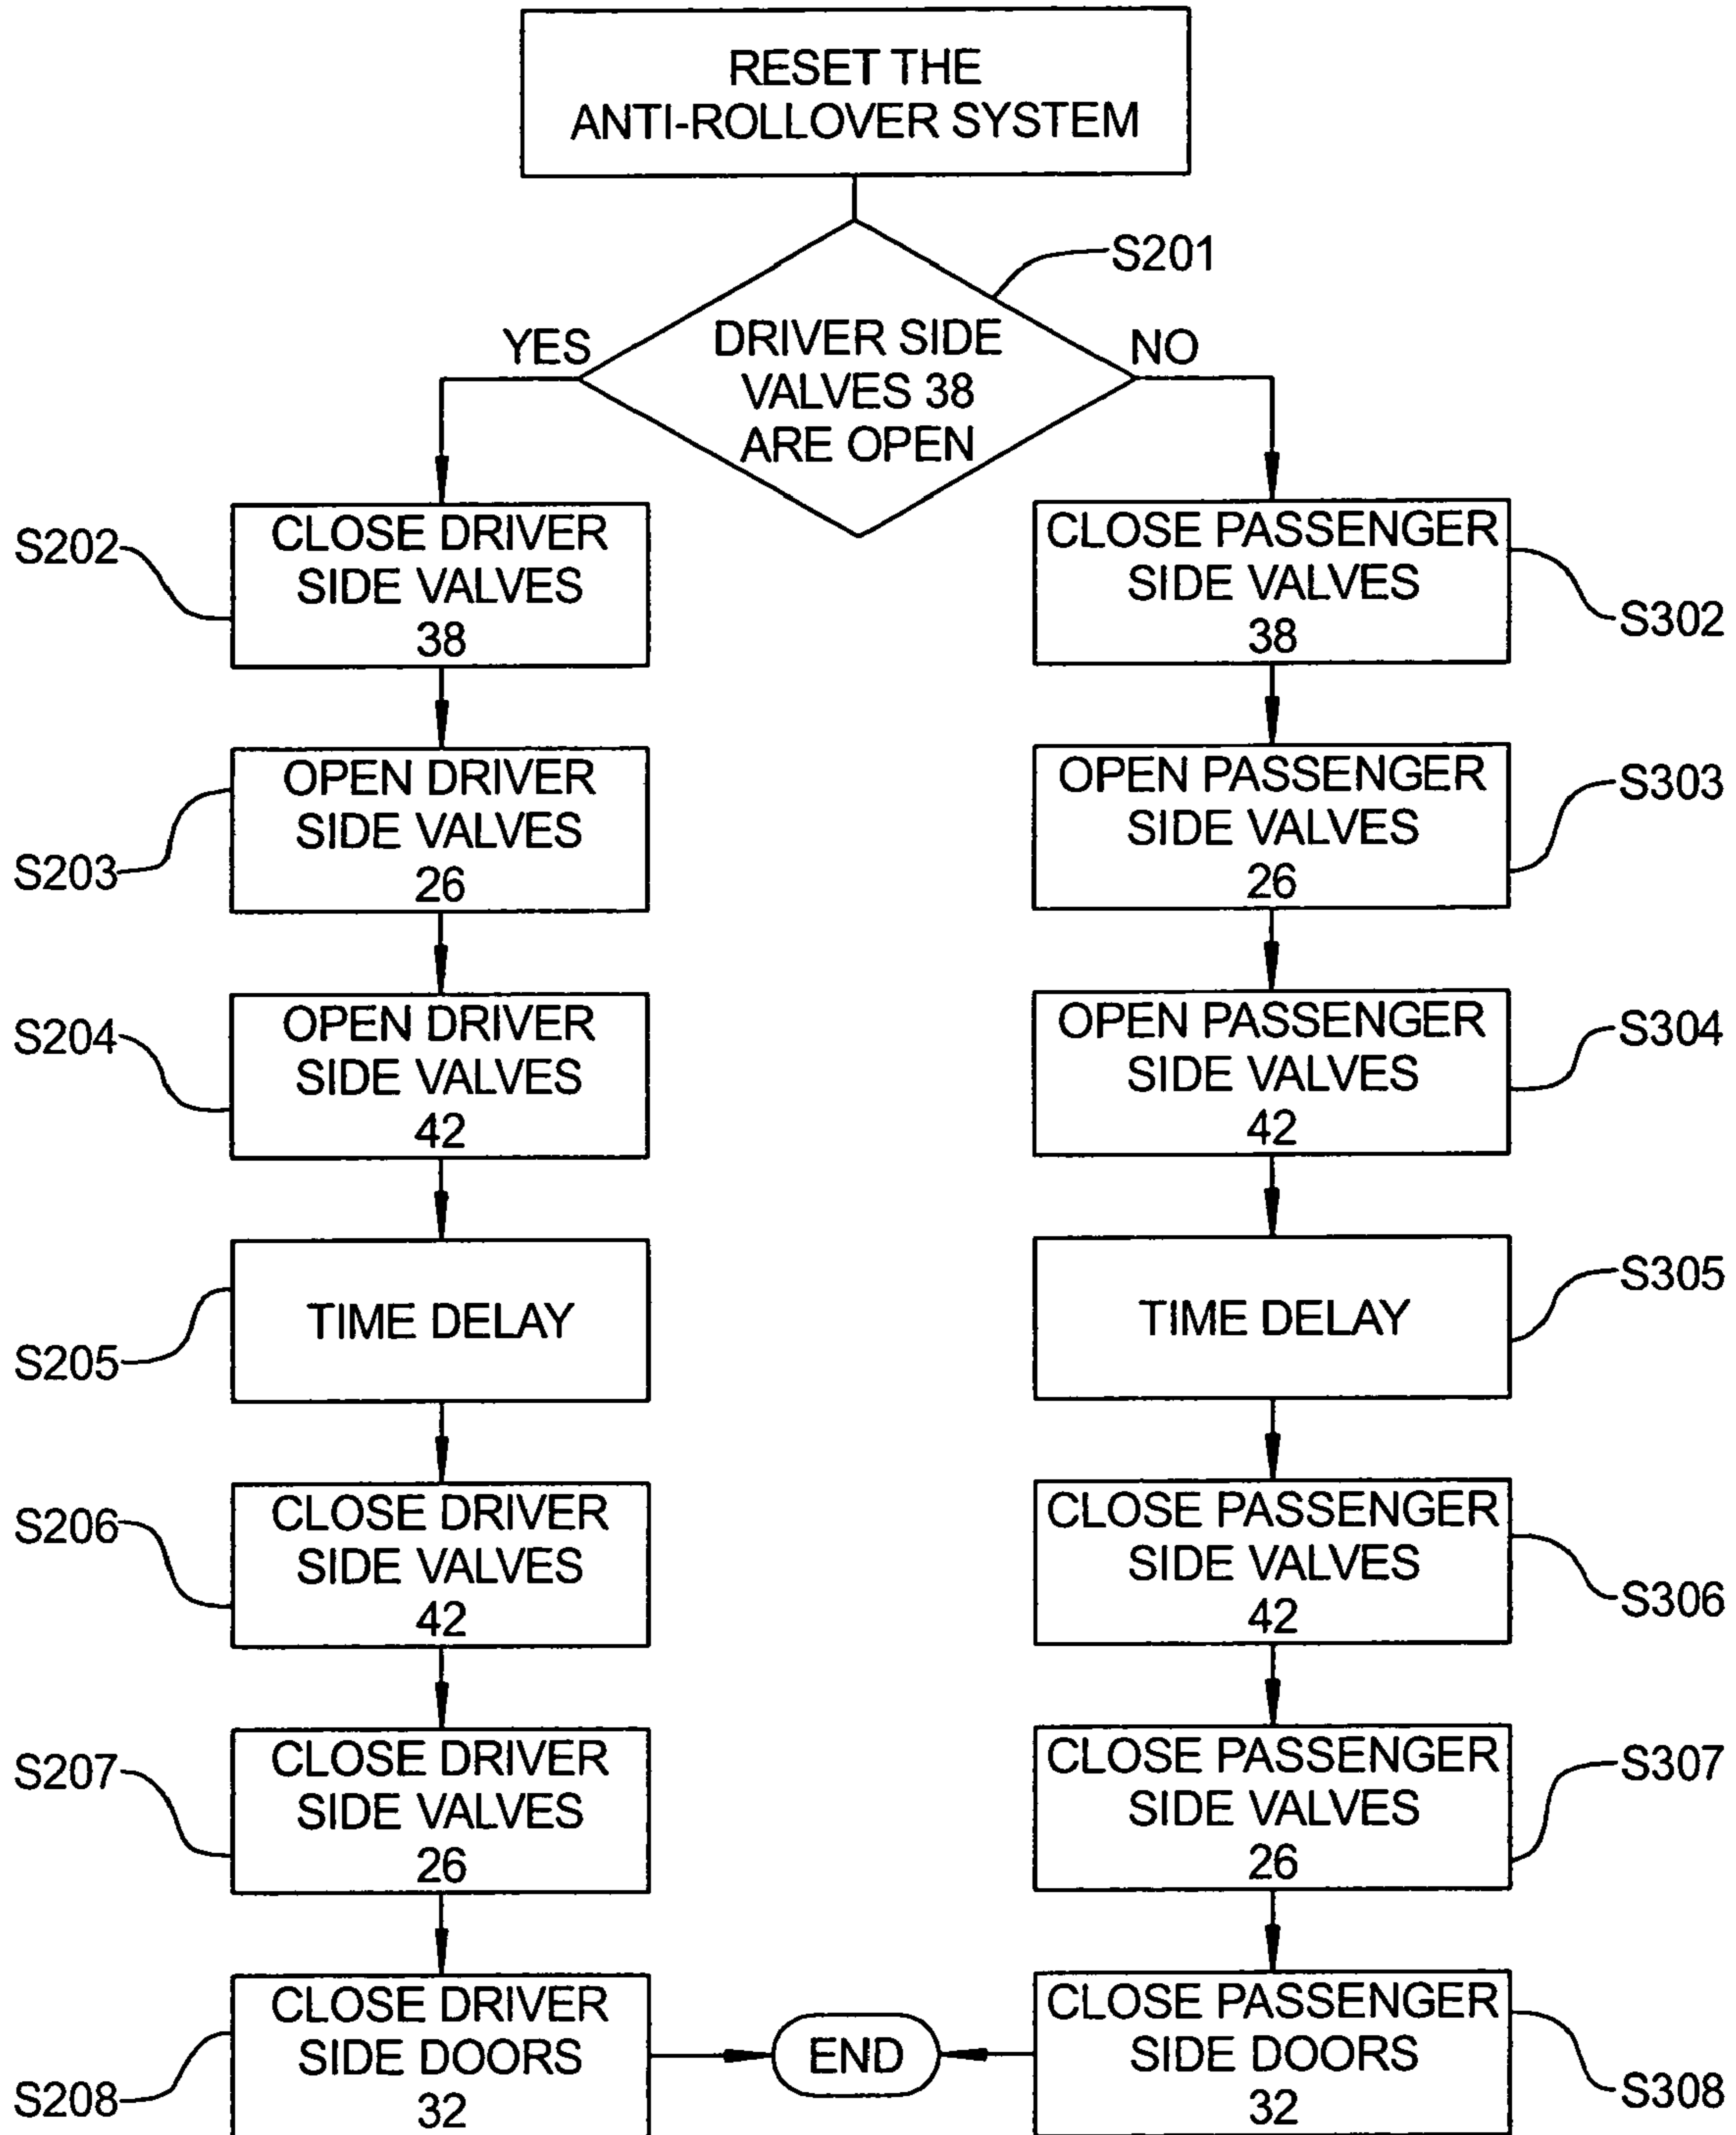 RESET THE
ANTI-ROLLOVER SYSTEM
S201
YES
DRIVER SIDE
VALVES 38
ARE OPEN
NO
S202
CLOSE DRIVER
SIDE VALVES
38
CLOSE PASSENGER
SIDE VALVES
38
S302
S203
OPEN DRIVER
SIDE VALVES
26
OPEN PASSENGER
SIDE VALVES
26
S303
S204
OPEN DRIVER
SIDE VALVES
42
OPEN PASSENGER
SIDE VALVES
42
S304
S205
TIME DELAY
TIME DELAY
S305
S206
CLOSE DRIVER
SIDE VALVES
42
CLOSE PASSENGER
SIDE VALVES
42
S306
S207
CLOSE DRIVER
SIDE VALVES
26
CLOSE PASSENGER
SIDE VALVES
26
S307
S208
CLOSE DRIVER
SIDE DOORS
32
END
CLOSE PASSENGER
SIDE DOORS
32
S308